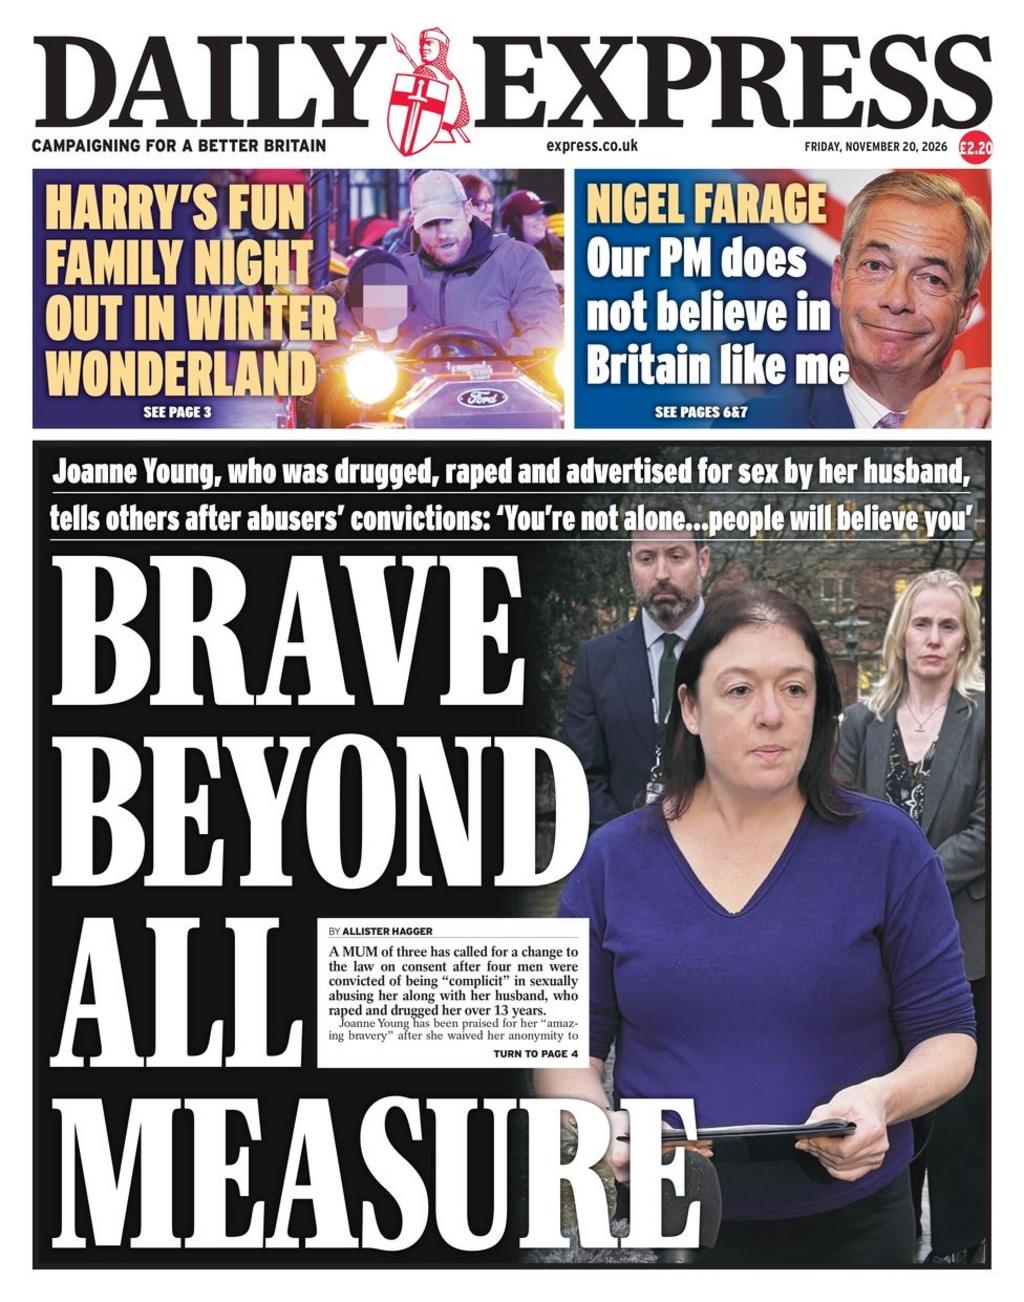 DAILY EXPRESS
CAMPAIGNING FOR A BETTER BRITAIN
express.co.uk
FRIDAY, NOVEMBER 20, 2026
£2.20
HARRY'S FUN
FAMILY NIGHT
OUT IN WINTER
WONDERLAND
SEE PAGE 3
Ford
NIGEL FARAGE
Our PM does
not believe in
Britain like me
SEE PAGES 6&7
Joanne Young, who was drugged, raped and advertised for sex by her husband,
tells others after abusers' convictions: 'You're not alone...people will believe you'
BRAVE
BEYOND
ALL
MEASURE
BY ALLISTER HAGGER
A MUM of three has called for a change to
the law on consent after four men were
convicted of being “complicit” in sexually
abusing her along with her husband, who
raped and drugged her over 13 years.
Joanne Young has been praised for her “amaz-
ing bravery” after she waived her anonymity to
TURN TO PAGE 4